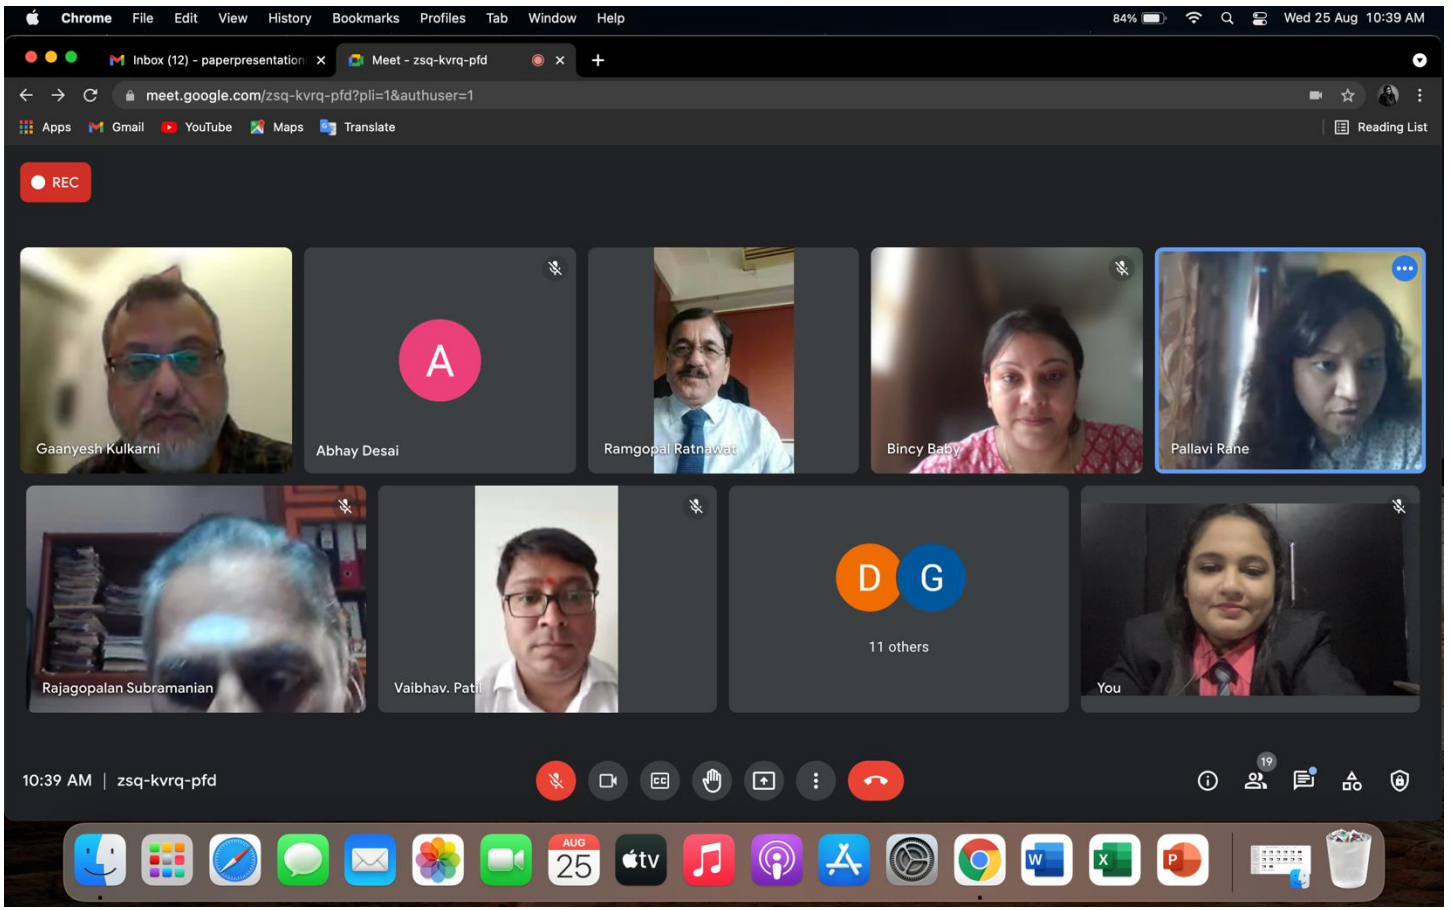 Chrome File Edit View History Bookmarks Profiles Tab Window Help 84% Wed 25 Aug 10:39 AM
Inbox (12) - paperpresentation Meet - zsq-kvrq-pfd
meet.google.com/zsq-kvrq-pfd?pli=1&authuser=1
Apps Gmail YouTube Maps Translate Reading List
REC
A
Gaanyesh Kulkarni Abhay Desai Ramgopal Ratnawat Bincy Baby Pallavi Rane
D G
11 others
Rajagopalan Subramanian Vaibhav. Patil You
10:39 AM | zsq-kvrq-pfd CC 19
AUG
25 tv W X P